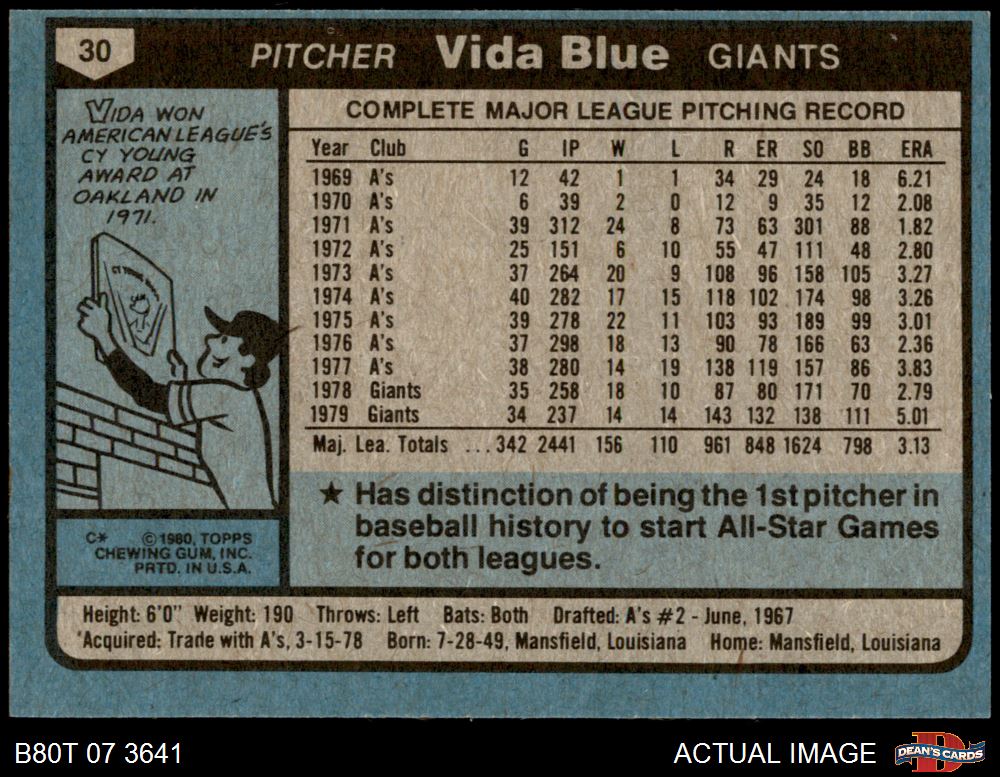 30 PITCHER Vida Blue GIANTS
VIDA WON
AMERICAN LEAGUE'S
CY YOUNG
AWARD AT
OAKLAND IN
1971.
COMPLETE MAJOR LEAGUE PITCHING RECORD
Year Club G IP W L R ER SO BB ERA
1969 A's 12 42 1 1 34 29 24 18 6.21
1970 A's 6 39 2 0 12 9 35 12 2.08
1971 A's 39 312 24 8 73 63 301 88 1.82
1972 A's 25 151 6 10 55 47 111 48 2.80
1973 A's 37 264 20 9 108 96 158 105 3.27
1974 A's 40 282 17 15 118 102 174 98 3.26
1975 A's 39 278 22 11 103 93 189 99 3.01
1976 A's 37 298 18 13 90 78 166 63 2.36
1977 A's 38 280 14 19 138 119 157 86 3.83
1978 Giants 35 258 18 10 87 80 171 70 2.79
1979 Giants 34 237 14 14 143 132 138 111 5.01
Maj. Lea. Totals ... 342 2441 156 110 961 848 1624 798 3.13
★ Has distinction of being the 1st pitcher in
baseball history to start All-Star Games
for both leagues.
C* ©1980, TOPPS
CHEWING GUM, INC.
PRTD. IN U.S.A.
Height: 6'0" Weight: 190 Throws: Left Bats: Both Drafted: A's #2 - June, 1967
Acquired: Trade with A's, 3-15-78 Born: 7-28-49, Mansfield, Louisiana Home: Mansfield, Louisiana
B80T 07 3641 ACTUAL IMAGE DEAN'S CARDS